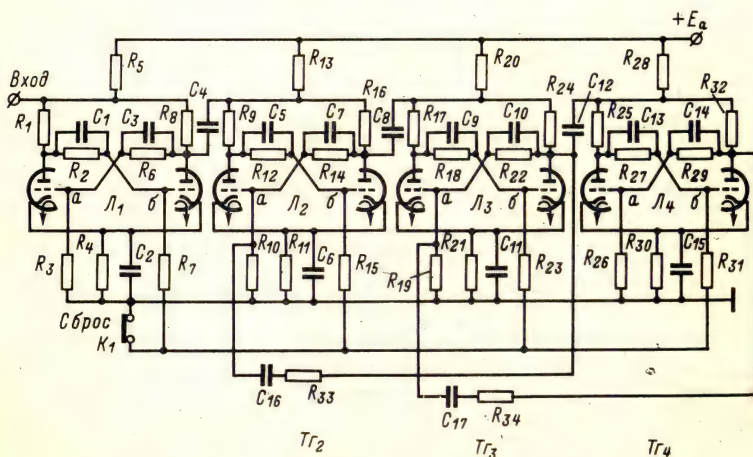 +Eа
Вход
R5 R13 R20 R28
C4 R16 R24 C12 R32
R1 C1 C3 R8 R9 C5 C7 C8 R17 C9 C10 R25 C13 C14
R2 R6 R12 R14 R18 R22 R27 R29
а Л1 б а Л2 б а Л3 б а Л4 б
R3 R4 C2 R7 R10 R11 C6 R15 R19 R21 C11 R23 R26 R30 C15 R31
Сброс
К1
C16 R33
C17 R34
Тг2 Тг3 Тг4